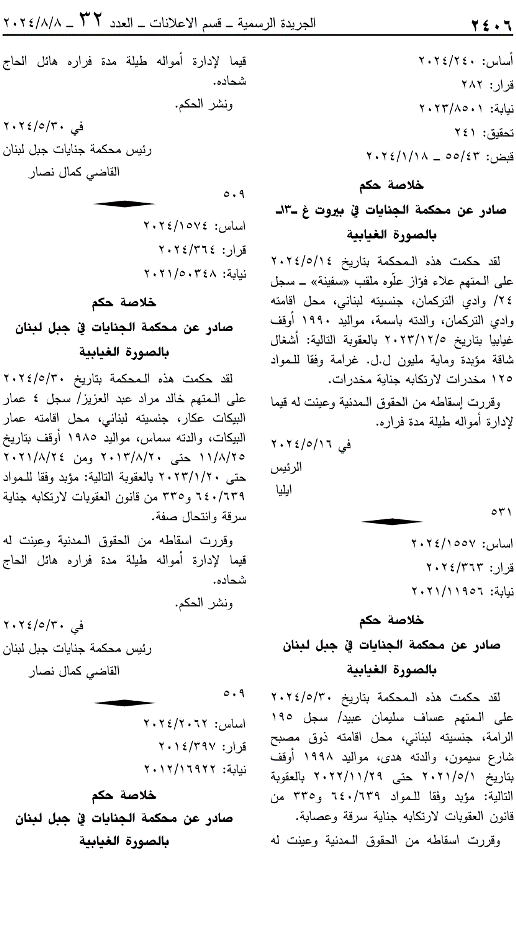 ٢٤٠٦
الجريدة الرسمية ــ قسم الاعلانات ــ العدد ٣٢ ــ ٢٠٢٤/٨/٨
أساس: ٢٠٢٤/٢٤٠
قرار: ٢٨٢
نيابة: ٢٠٢٣/٨٥٠١
تحقيق: ٢٤١
قبض: ٥٥/٤٣ ــ ٢٠٢٤/١/١٨
خلاصة حكم
صادر عن محكمة الجنايات في بيروت غ ــ١٣ــ
بالصورة الغيابية
لقد حكمت هذه المحكمة بتاريخ ٢٠٢٤/٥/١٤
على المتهم علاء فوّاز علّوه ملقب «سفينة» ــ سجل
٢٤/ وادي التركمان، جنسيته لبناني، محل اقامته
وادي التركمان، والدته باسمة، مواليد ١٩٩٠ أوقف
غيابيا بتاريخ ٢٠٢٣/١٢/٥ بالعقوبة التالية: أشغال
شاقة مؤبدة وماية مليون ل.ل. غرامة وفقا للمواد
١٢٥ مخدرات لارتكابه جناية مخدرات.
وقررت إسقاطه من الحقوق المدنية وعينت له قيما
لإدارة أمواله طيلة مدة فراره.
في ٢٠٢٤/٥/١٦
الرئيس
ايليا
٥٣١
اساس: ٢٠٢٤/١٥٥٧
قرار: ٢٠٢٤/٣٦٣
نيابة: ٢٠٢١/١١٩٥٦
خلاصة حكم
صادر عن محكمة الجنايات في جبل لبنان
بالصورة الغيابية
لقد حكمت هذه المحكمة بتاريخ ٢٠٢٤/٥/٣٠
على المتهم عساف سليمان عبيد/ سجل ١٩٥
الرامة، جنسيته لبناني، محل اقامته ذوق مصبح
شارع سيمون، والدته هدى، مواليد ١٩٩٨ أوقف
بتاريخ ٢٠٢١/٥/١ حتى ٢٠٢٢/١١/٢٩ بالعقوبة
التالية: مؤبد وفقا للمواد ٦٤٠/٦٣٩ و٣٣٥ من
قانون العقوبات لارتكابه جناية سرقة وعصابة.
وقررت اسقاطه من الحقوق المدنية وعينت له
قيما لإدارة أمواله طيلة مدة فراره هائل الحاج
شحاده.
ونشر الحكم.
في ٢٠٢٤/٥/٣٠
رئيس محكمة جنايات جبل لبنان
القاضي كمال نصار
٥٠٩
اساس: ٢٠٢٤/١٥٧٤
قرار: ٢٠٢٤/٣٦٤
نيابة: ٢٠٢١/٥٠٣٤٨
خلاصة حكم
صادر عن محكمة الجنايات في جبل لبنان
بالصورة الغيابية
لقد حكمت هذه المحكمة بتاريخ ٢٠٢٤/٥/٣٠
على المتهم خالد مراد عبد العزيز/ سجل ٤ عمار
البيكات عكار، جنسيته لبناني، محل اقامته عمار
البيكات، والدته سماس، مواليد ١٩٨٥ أوقف بتاريخ
١١/٨/٢٥ حتى ٢٠١٣/٨/٢٠ ومن ٢٠٢١/٨/٢٤
حتى ٢٠٢٣/١/٢٠ بالعقوبة التالية: مؤبد وفقا للمواد
٦٤٠/٦٣٩ و٣٣٥ من قانون العقوبات لارتكابه جناية
سرقة وانتحال صفة.
وقررت اسقاطه من الحقوق المدنية وعينت له
قيما لإدارة أمواله طيلة مدة فراره هائل الحاج
شحاده.
ونشر الحكم.
في ٢٠٢٤/٥/٣٠
رئيس محكمة جنايات جبل لبنان
القاضي كمال نصار
٥٠٩
اساس: ٢٠٢٤/٢٠٦٢
قرار: ٢٠١٤/٣٩٧
نيابة: ٢٠١٢/١٦٩٢٢
خلاصة حكم
صادر عن محكمة الجنايات في جبل لبنان
بالصورة الغيابية